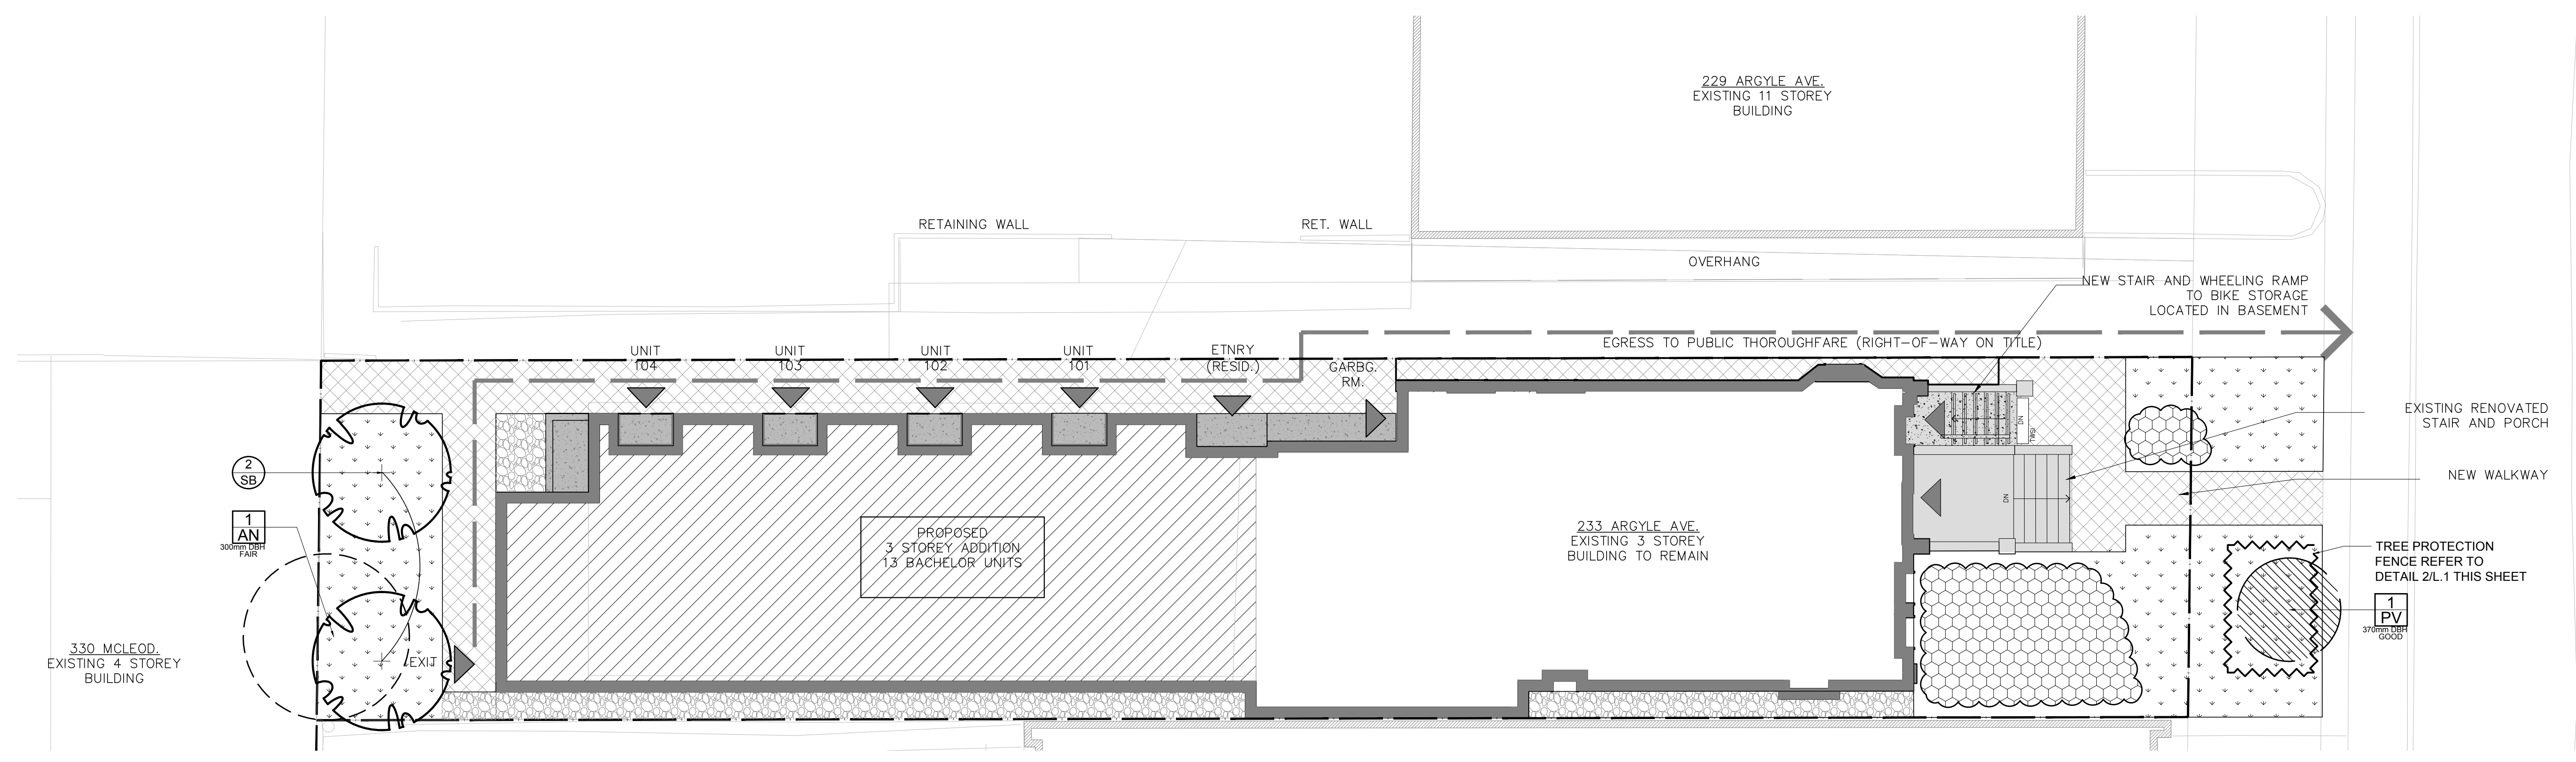 229 ARGYLE AVE.
EXISTING 11 STOREY
BUILDING
RETAINING WALL
RET. WALL
OVERHANG
NEW STAIR AND WHEELING RAMP
TO BIKE STORAGE
LOCATED IN BASEMENT
EGRESS TO PUBLIC THOROUGHFARE (RIGHT-OF-WAY ON TITLE)
UNIT
104
UNIT
103
UNIT
102
UNIT
101
ETNRY
(RESID.)
GARBG.
RM.
EXISTING RENOVATED
STAIR AND PORCH
DN
TWSI
NEW WALKWAY
DN
2
SB
1
AN
300mm DBH
FAIR
PROPOSED
3 STOREY ADDITION
13 BACHELOR UNITS
233 ARGYLE AVE.
EXISTING 3 STOREY
BUILDING TO REMAIN
TREE PROTECTION
FENCE REFER TO
DETAIL 2/L.1 THIS SHEET
1
PV
370mm DBH
GOOD
330 MCLEOD.
EXISTING 4 STOREY
BUILDING
EXIT